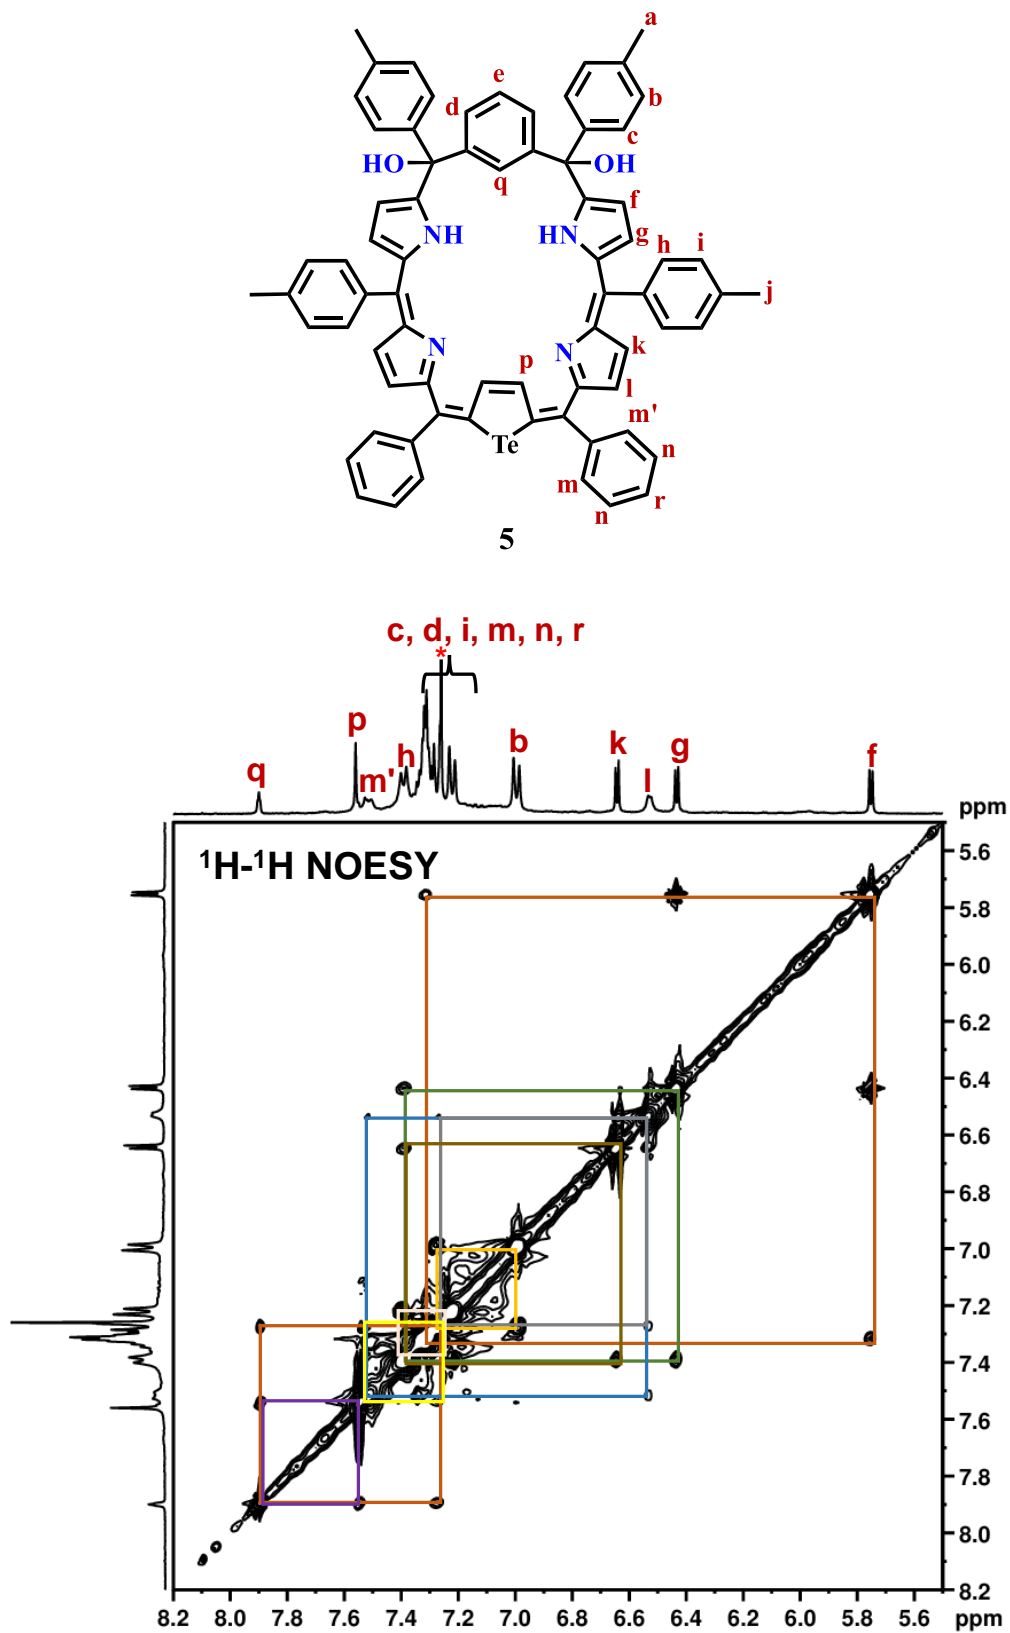 a
e
d
b
c
HO
OH
q
f
NH
HN
g
h
i
j
N
N
k
p
l
m'
Te
n
m
r
n
5
c, d, i, m, n, r
*
p
b
k
g
q
m'
h
l
f
ppm
¹H-¹H NOESY
5.6
5.8
6.0
6.2
6.4
6.6
6.8
7.0
7.2
7.4
7.6
7.8
8.0
8.2
8.2 8.0 7.8 7.6 7.4 7.2 7.0 6.8 6.6 6.4 6.2 6.0 5.8 5.6 ppm